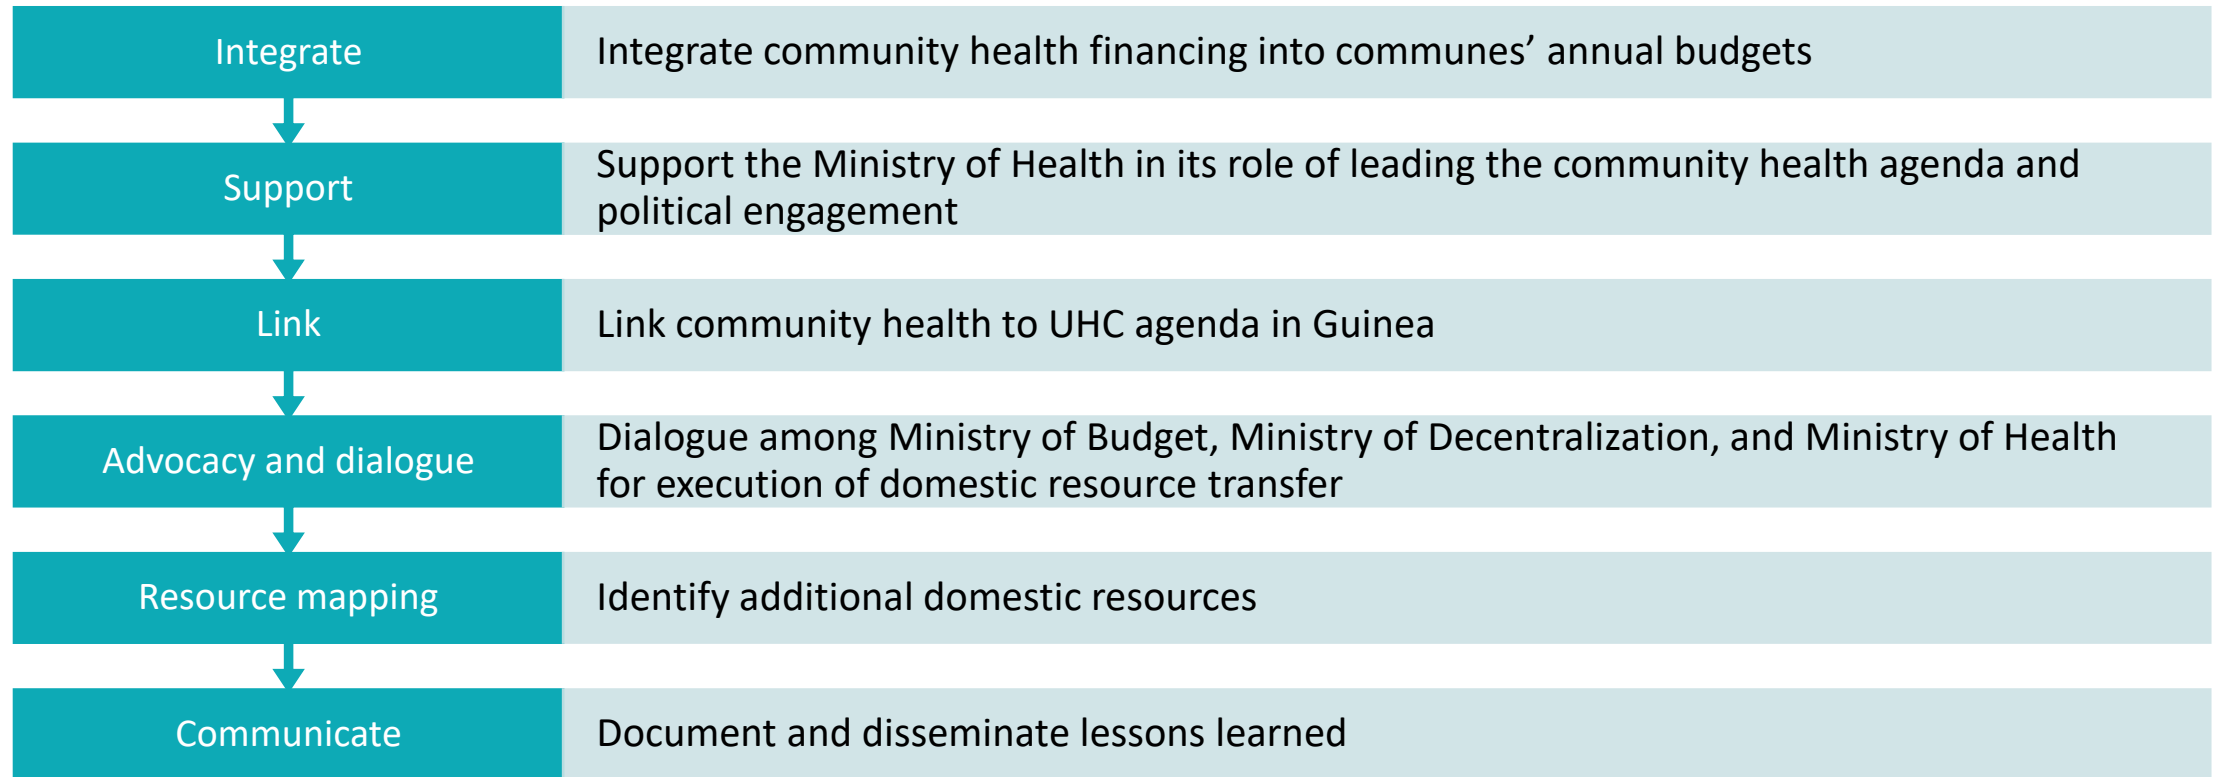 Integrate
Integrate community health financing into communes’ annual budgets
Support
Support the Ministry of Health in its role of leading the community health agenda and
political engagement
Link
Link community health to UHC agenda in Guinea
Advocacy and dialogue
Dialogue among Ministry of Budget, Ministry of Decentralization, and Ministry of Health
for execution of domestic resource transfer
Resource mapping
Identify additional domestic resources
Communicate
Document and disseminate lessons learned